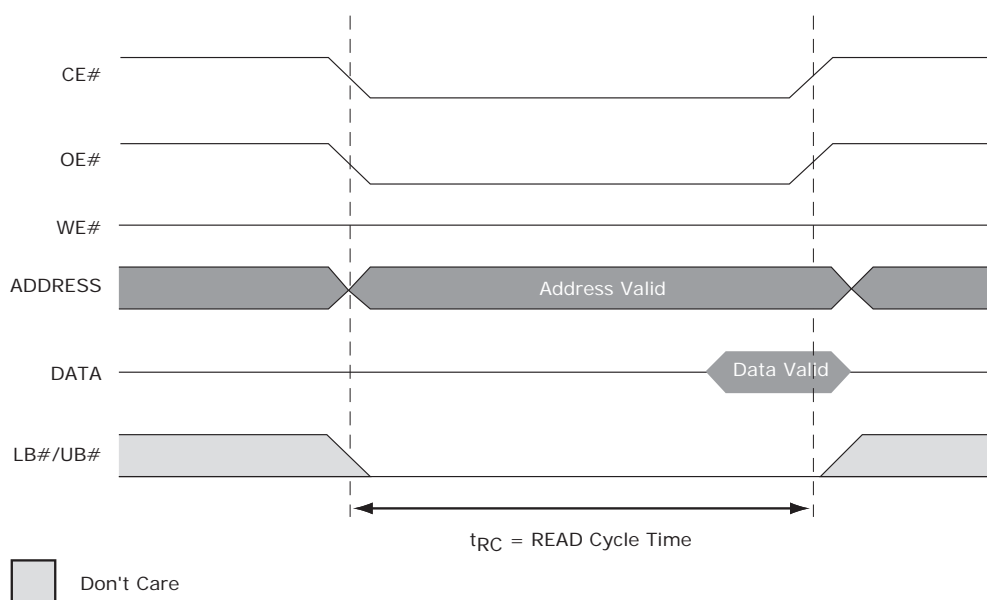 CE#
OE#
WE#
ADDRESS
Address Valid
DATA
Data Valid
LB#/UB#
tRC = READ Cycle Time
Don't Care